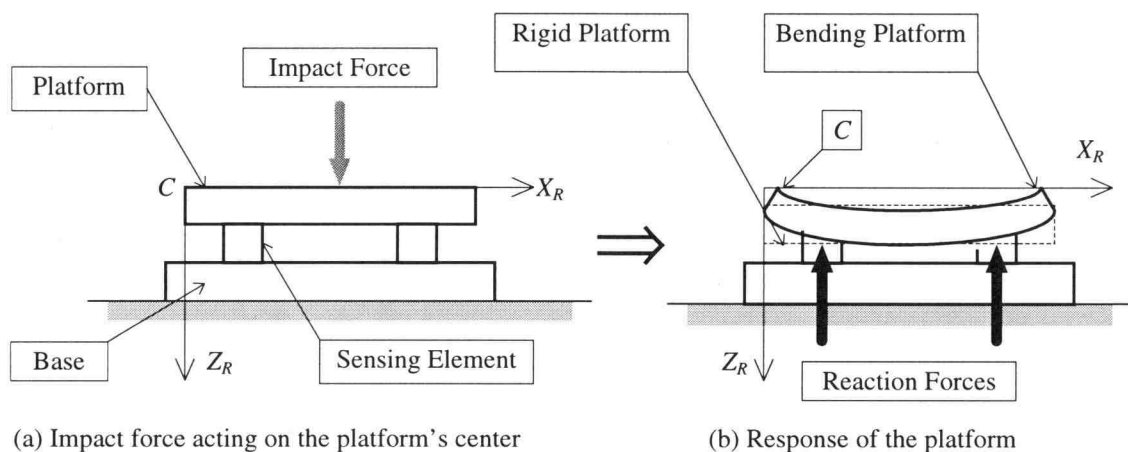 Rigid Platform
Bending Platform
Impact Force
Platform
C
X_R
C
X_R
Base
Z_R
Sensing Element
Z_R
Reaction Forces
(a) Impact force acting on the platform's center
(b) Response of the platform